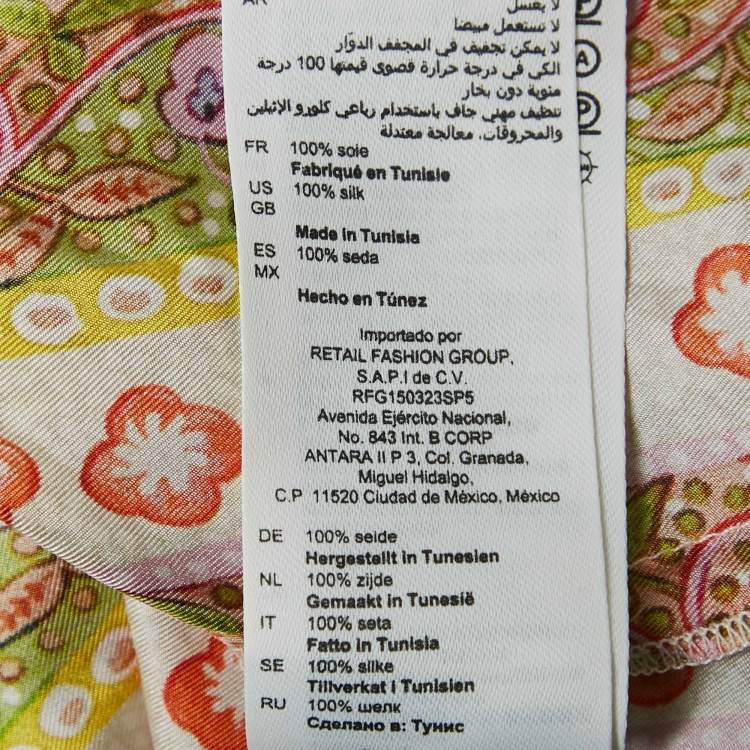 AR
لا يغسل
لا تستعمل مبيضا
لا يمكن تجفيف في المجفف الدوّار
الكي في درجة حرارة قصوى قيمتها 100 درجة
مئوية دون بخار
تنظيف مهني جاف باستخدام رباعي كلورو الإثيلين
والمحروقات. معالجة معتدلة
A
P
FR 100% soie
Fabriqué en Tunisie
US 100% silk
GB
Made in Tunisia
ES 100% seda
MX
Hecho en Túnez
Importado por
RETAIL FASHION GROUP,
S.A.P.I de C.V.
RFG150323SP5
Avenida Ejército Nacional,
No. 843 Int. B CORP
ANTARA II P 3, Col. Granada,
Miguel Hidalgo,
C.P 11520 Ciudad de México, México
DE 100% seide
Hergestellt in Tunesien
NL 100% zijde
Gemaakt in Tunesië
IT 100% seta
Fatto in Tunisia
SE 100% silke
Tillverkat i Tunisien
RU 100% шелк
Сделано в: Тунис